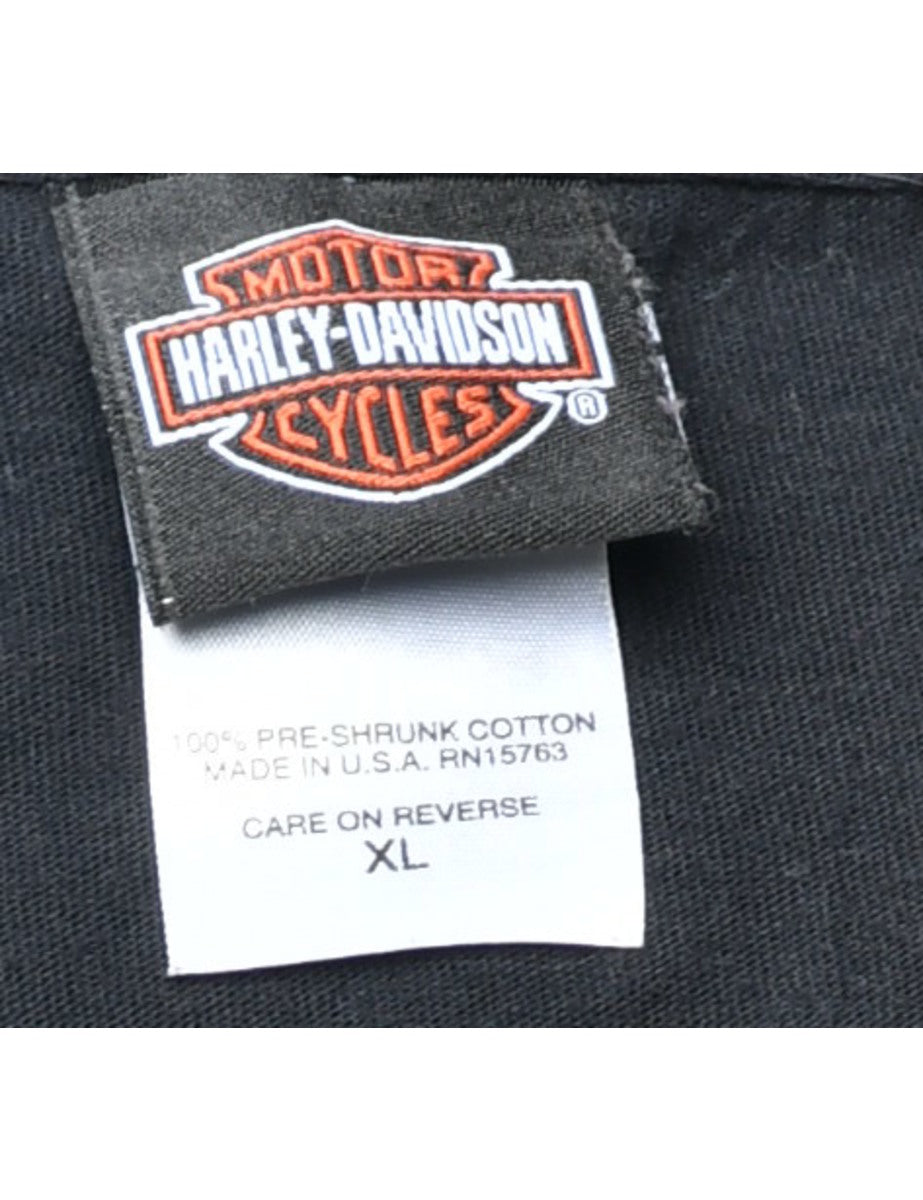 MOTOR
HARLEY-DAVIDSON
CYCLES ®
100% PRE-SHRUNK COTTON
MADE IN U.S.A. RN15763
CARE ON REVERSE
XL